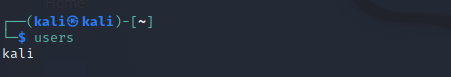 ┌──(kali㉿kali)-[~]
└─$ users
kali